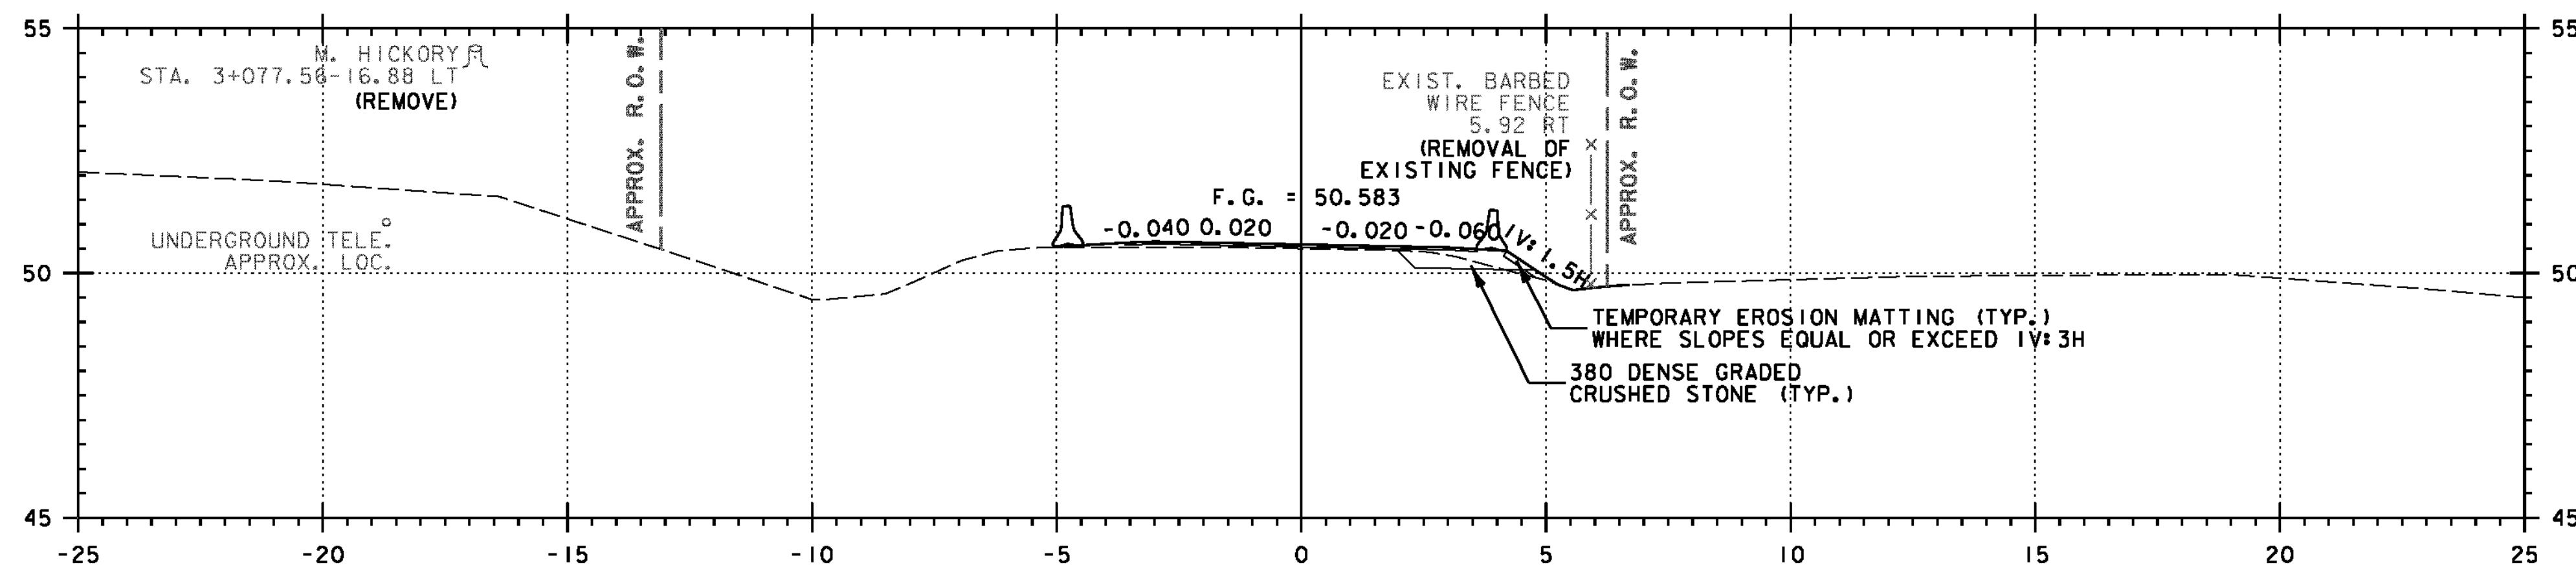 55
55
M. HICKORY
STA. 3+077.56-16.88 LT
(REMOVE)
APPROX. R.O.W.
EXIST. BARBED
WIRE FENCE
5.92 RT
(REMOVAL OF
EXISTING FENCE)
APPROX. R.O.W.
F.G. = 50.583
-0.040 0.020
-0.020 -0.060
1V:1.5H
UNDERGROUND TELE.
APPROX. LOC.
50
50
TEMPORARY EROSION MATTING (TYP.)
WHERE SLOPES EQUAL OR EXCEED 1V:3H
380 DENSE GRADED
CRUSHED STONE (TYP.)
45
45
-25 -20 -15 -10 -5 0 5 10 15 20 25